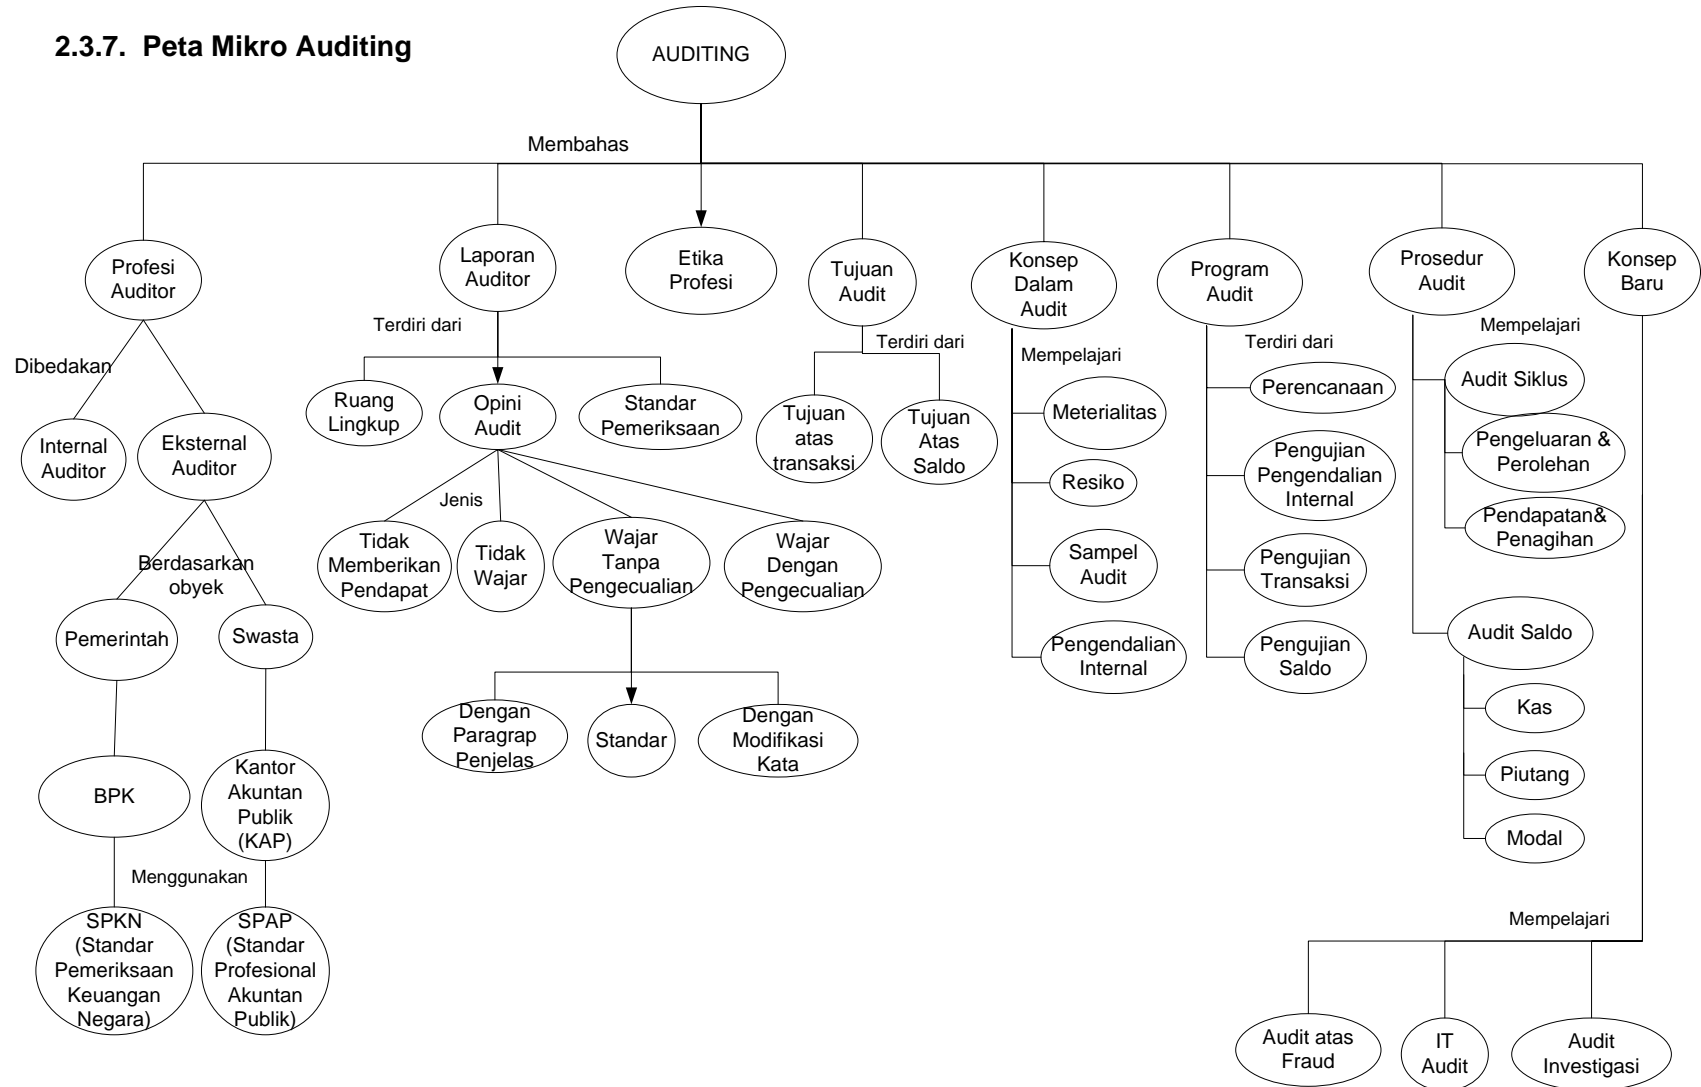 2.3.7. Peta Mikro Auditing
AUDITING
Membahas
Profesi
Auditor
Laporan
Auditor
Etika
Profesi
Tujuan
Audit
Konsep
Dalam
Audit
Program
Audit
Prosedur
Audit
Konsep
Baru
Dibedakan
Internal
Auditor
Eksternal
Auditor
Berdasarkan
obyek
Pemerintah
Swasta
BPK
Kantor
Akuntan
Publik
(KAP)
Menggunakan
SPKN
(Standar
Pemeriksaan
Keuangan
Negara)
SPAP
(Standar
Profesional
Akuntan
Publik)
Terdiri dari
Ruang
Lingkup
Opini
Audit
Standar
Pemeriksaan
Jenis
Tidak
Memberikan
Pendapat
Tidak
Wajar
Wajar
Tanpa
Pengecualian
Wajar
Dengan
Pengecualian
Dengan
Paragrap
Penjelas
Standar
Dengan
Modifikasi
Kata
Terdiri dari
Tujuan
atas
transaksi
Tujuan
Atas
Saldo
Mempelajari
Meterialitas
Resiko
Sampel
Audit
Pengendalian
Internal
Terdiri dari
Perencanaan
Pengujian
Pengendalian
Internal
Pengujian
Transaksi
Pengujian
Saldo
Mempelajari
Audit Siklus
Pengeluaran &
Perolehan
Pendapatan&
Penagihan
Audit Saldo
Kas
Piutang
Modal
Mempelajari
Audit atas
Fraud
IT
Audit
Audit
Investigasi